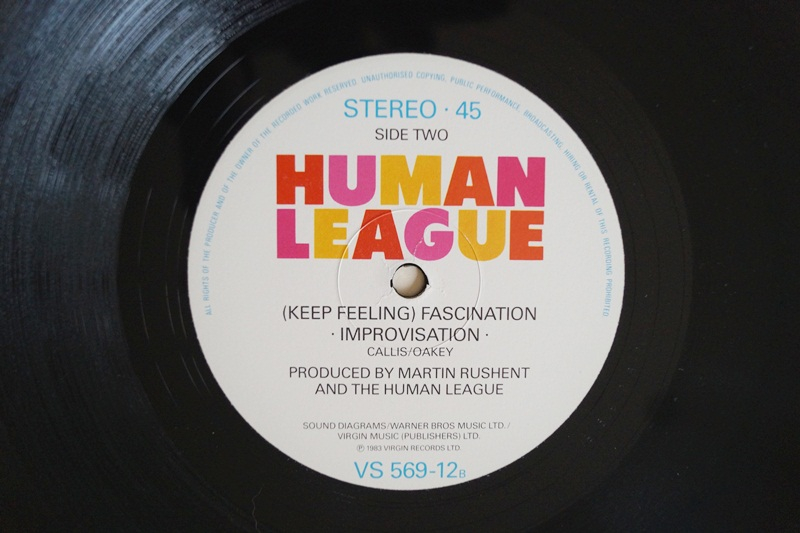 ALL RIGHTS OF THE PRODUCER AND OF THE OWNER OF THE RECORDED WORK RESERVED. UNAUTHORISED COPYING, PUBLIC PERFORMANCE, BROADCASTING, HIRING OR RENTAL OF THIS RECORDING PROHIBITED.
STEREO · 45
SIDE TWO
HUMAN
LEAGUE
(KEEP FEELING) FASCINATION
· IMPROVISATION ·
CALLIS/OAKEY
PRODUCED BY MARTIN RUSHENT
AND THE HUMAN LEAGUE
SOUND DIAGRAMS/WARNER BROS MUSIC LTD./
VIRGIN MUSIC (PUBLISHERS) LTD.
℗ 1983 VIRGIN RECORDS LTD.
VS 569-12B